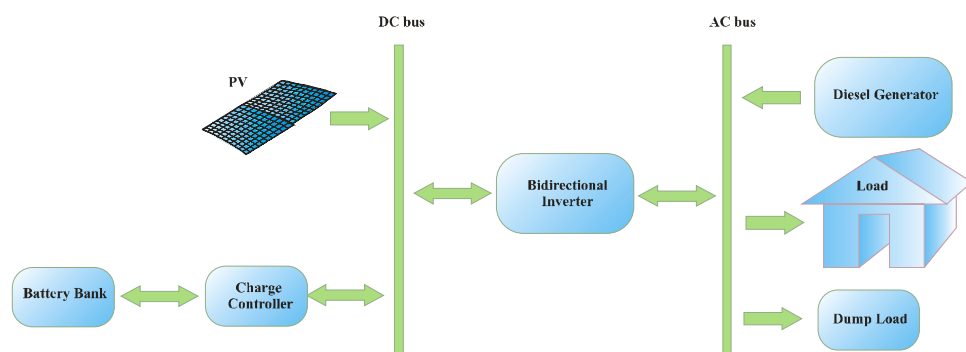 DC bus
AC bus
PV
Diesel Generator
Load
Bidirectional
Inverter
Battery Bank
Charge
Controller
Dump Load